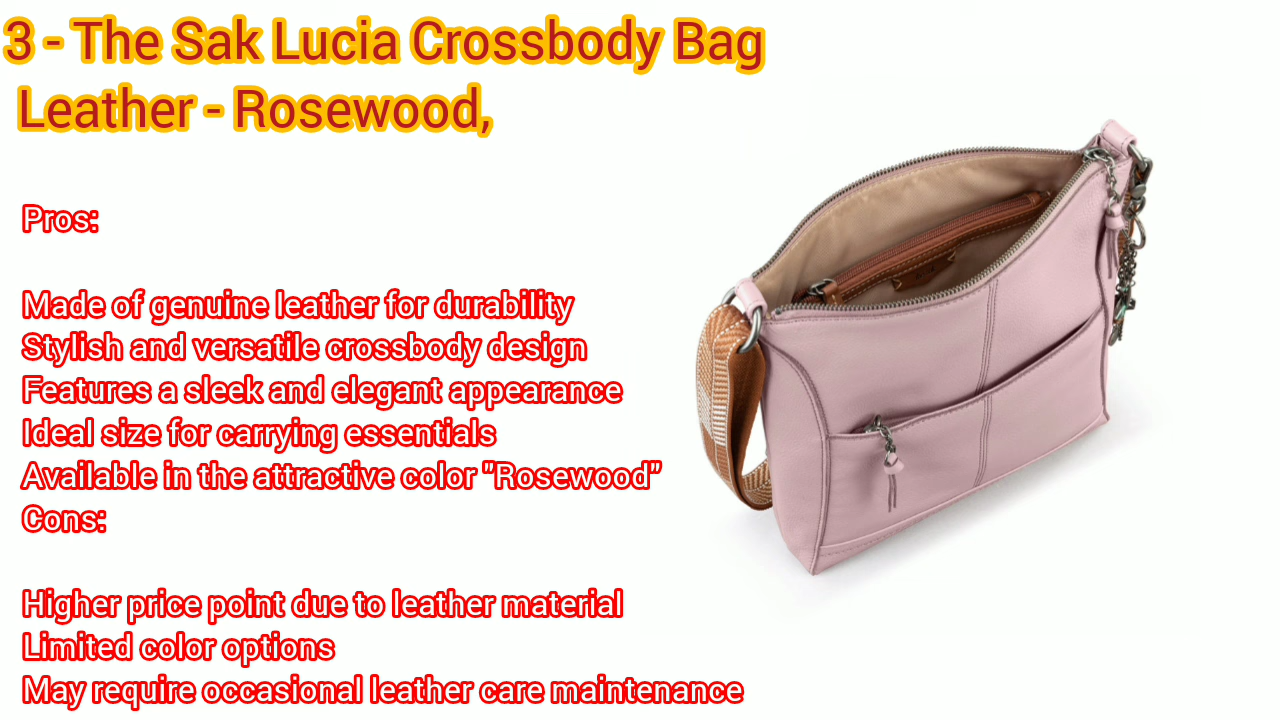 3 - The Sak Lucia Crossbody Bag
Leather - Rosewood,
Pros:
Made of genuine leather for durability
Stylish and versatile crossbody design
Features a sleek and elegant appearance
Ideal size for carrying essentials
Available in the attractive color "Rosewood"
Cons:
Higher price point due to leather material
Limited color options
May require occasional leather care maintenance